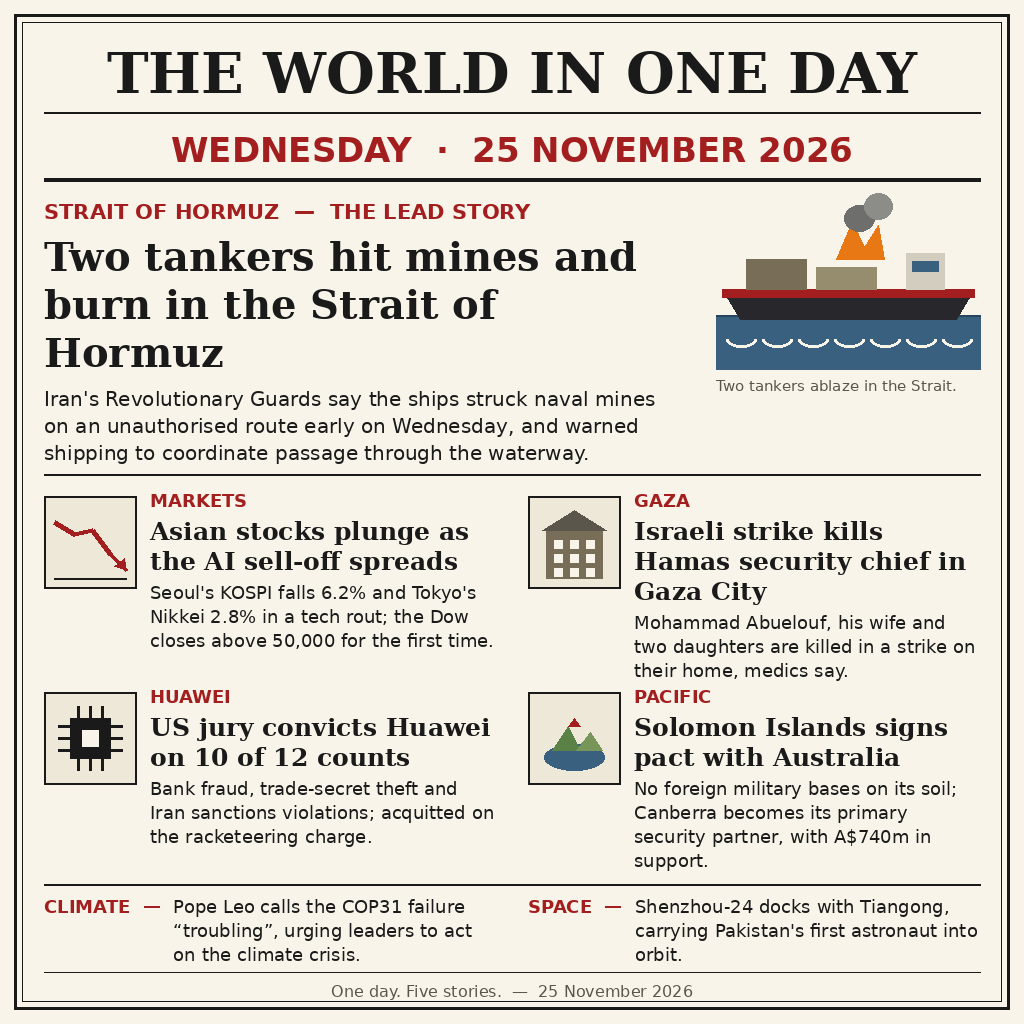 THE WORLD IN ONE DAY
WEDNESDAY · 25 NOVEMBER 2026
STRAIT OF HORMUZ — THE LEAD STORY
Two tankers hit mines and
burn in the Strait of
Hormuz
Iran's Revolutionary Guards say the ships struck naval mines
on an unauthorised route early on Wednesday, and warned
shipping to coordinate passage through the waterway.
Two tankers ablaze in the Strait.
MARKETS
Asian stocks plunge as
the AI sell-off spreads
Seoul's KOSPI falls 6.2% and Tokyo's
Nikkei 2.8% in a tech rout; the Dow
closes above 50,000 for the first time.
GAZA
Israeli strike kills
Hamas security chief in
Gaza City
Mohammad Abuelouf, his wife and
two daughters are killed in a strike on
their home, medics say.
HUAWEI
US jury convicts Huawei
on 10 of 12 counts
Bank fraud, trade-secret theft and
Iran sanctions violations; acquitted on
the racketeering charge.
PACIFIC
Solomon Islands signs
pact with Australia
No foreign military bases on its soil;
Canberra becomes its primary
security partner, with A$740m in
support.
CLIMATE — Pope Leo calls the COP31 failure
“troubling”, urging leaders to act
on the climate crisis.
SPACE — Shenzhou-24 docks with Tiangong,
carrying Pakistan's first astronaut into
orbit.
One day. Five stories. — 25 November 2026